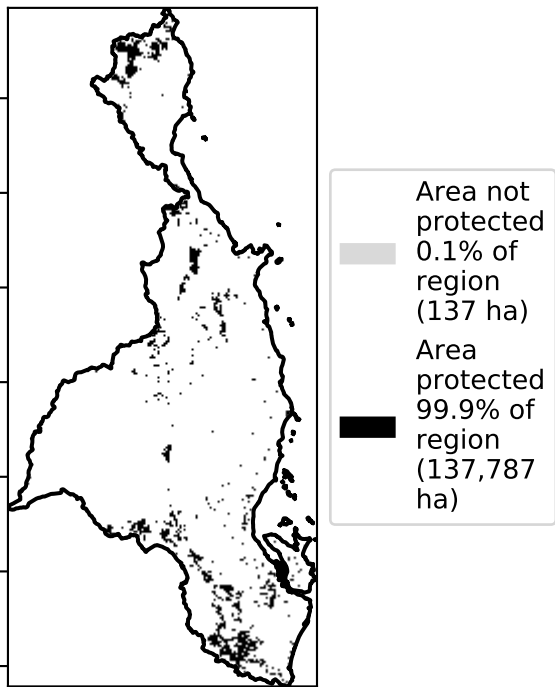 Area not
protected
0.1% of
region
(137 ha)
Area
protected
99.9% of
region
(137,787
ha)